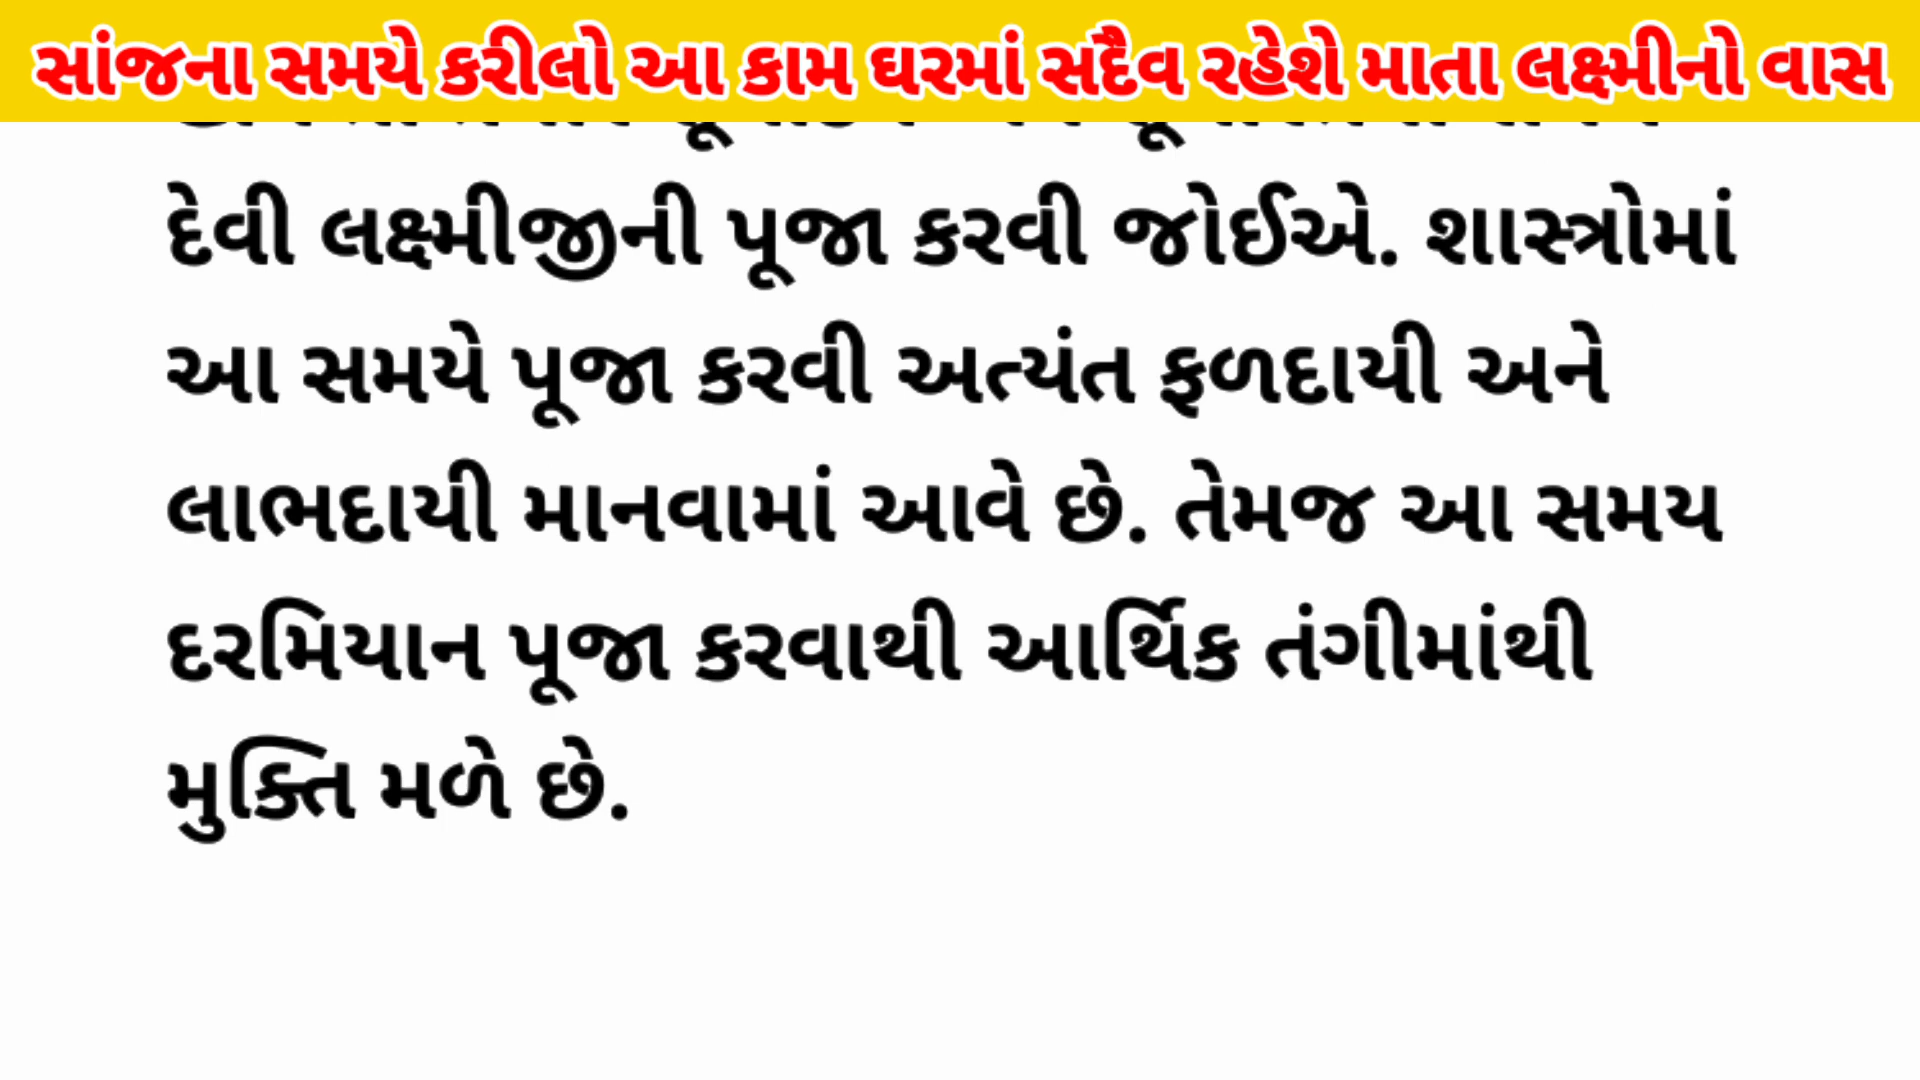 સાંજના સમયે કરીલો આ કામ ઘરમાં સદૈવ રહેશે માતા લક્ષ્મીનો વાસ
દેવી લક્ષ્મીજીની પૂજા કરવી જોઈએ. શાસ્ત્રોમાં
આ સમયે પૂજા કરવી અત્યંત ફળદાયી અને
લાભદાયી માનવામાં આવે છે. તેમજ આ સમય
દરમિયાન પૂજા કરવાથી આર્થિક તંગીમાંથી
મુક્તિ મળે છે.